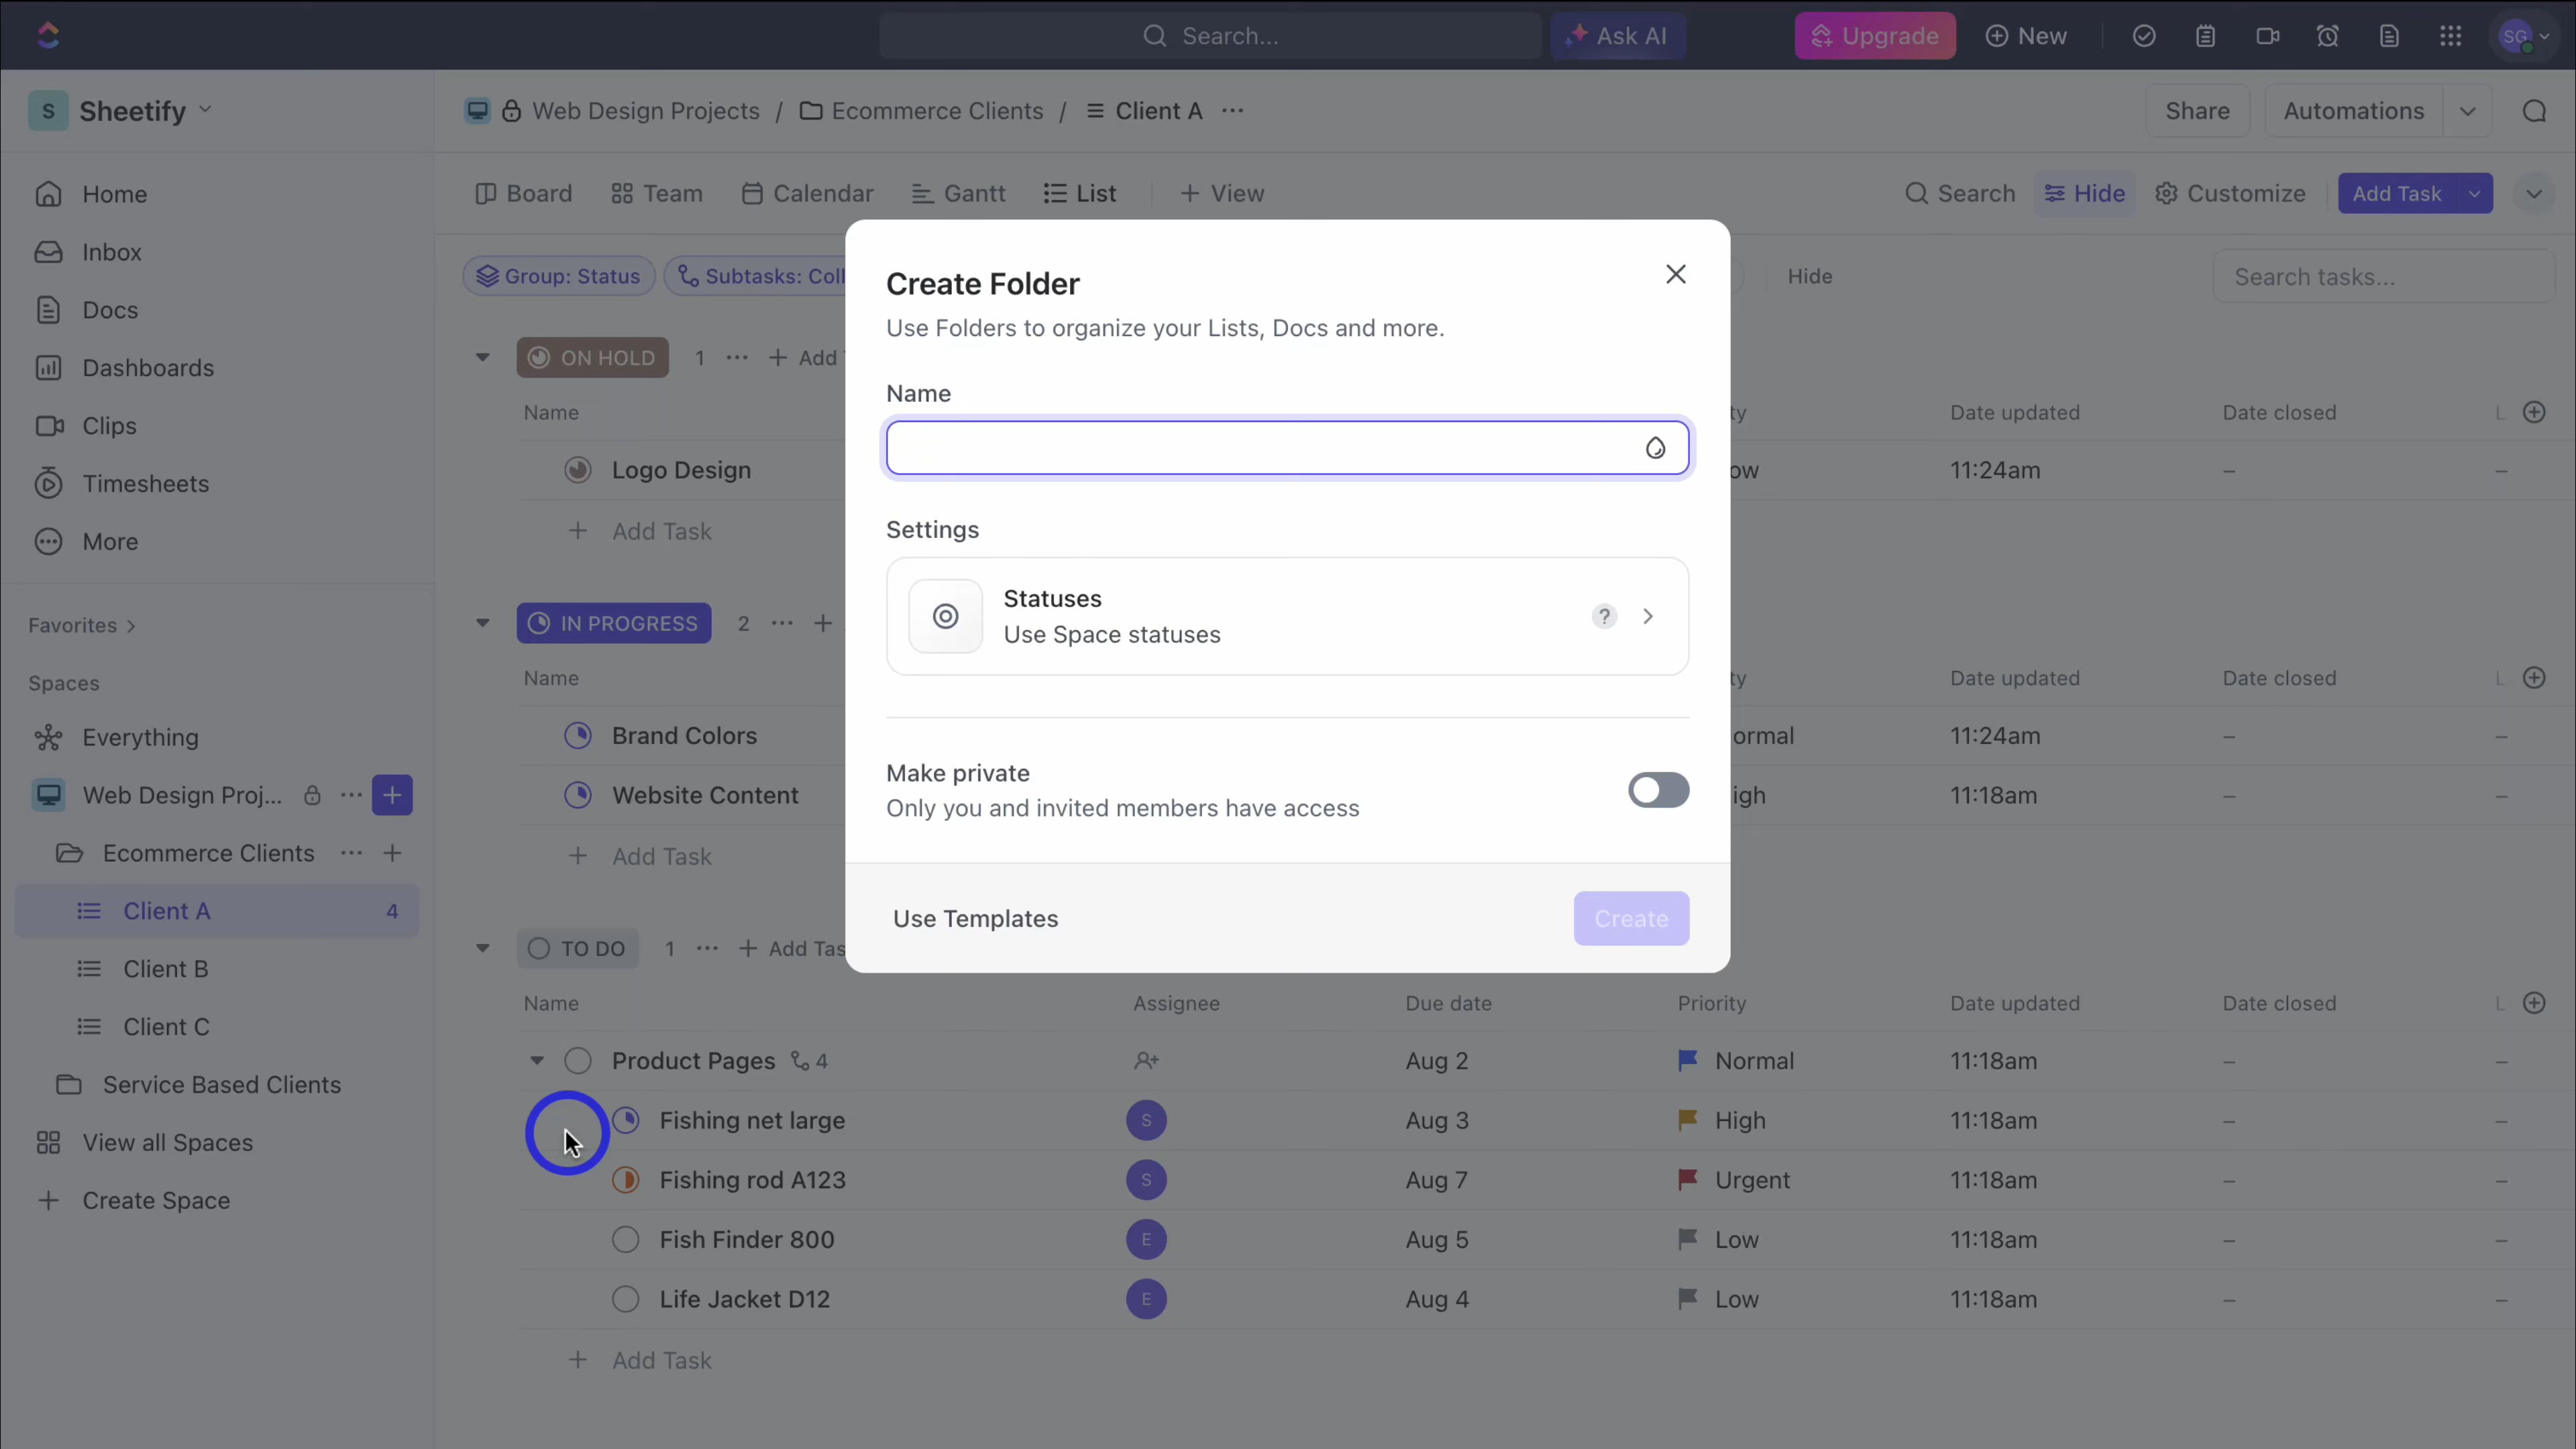 Search...
Ask AI
Upgrade
New
SG
S
Sheetify
Web Design Projects / Ecommerce Clients / Client A ...
Share
Automations
Home
Inbox
Docs
Dashboards
Clips
Timesheets
More
Favorites
Spaces
Everything
Web Design Proj...
Ecommerce Clients
Client A 4
Client B
Client C
Service Based Clients
View all Spaces
Create Space
Board Team Calendar Gantt List + View
Search Hide Customize Add Task
Group: Status Subtasks: Coll
Hide
Search tasks...
ON HOLD 1 ... + Add
Name
ty Date updated Date closed L
Logo Design
ow 11:24am –  –
+ Add Task
IN PROGRESS 2 ... +
Name
ty Date updated Date closed L
Brand Colors
ormal 11:24am – –
Website Content
igh 11:18am – –
+ Add Task
Create Folder
Use Folders to organize your Lists, Docs and more.
Name
Settings
Statuses
Use Space statuses
?
Make private
Only you and invited members have access
Use Templates
Create
TO DO 1 ... + Add Tas
Name Assignee Due date Priority Date updated Date closed L
Product Pages 4 Aug 2 Normal 11:18am – –
Fishing net large S Aug 3 High 11:18am – –
Fishing rod A123 S Aug 7 Urgent 11:18am – –
Fish Finder 800 E Aug 5 Low 11:18am – –
Life Jacket D12 E Aug 4 Low 11:18am – –
+ Add Task